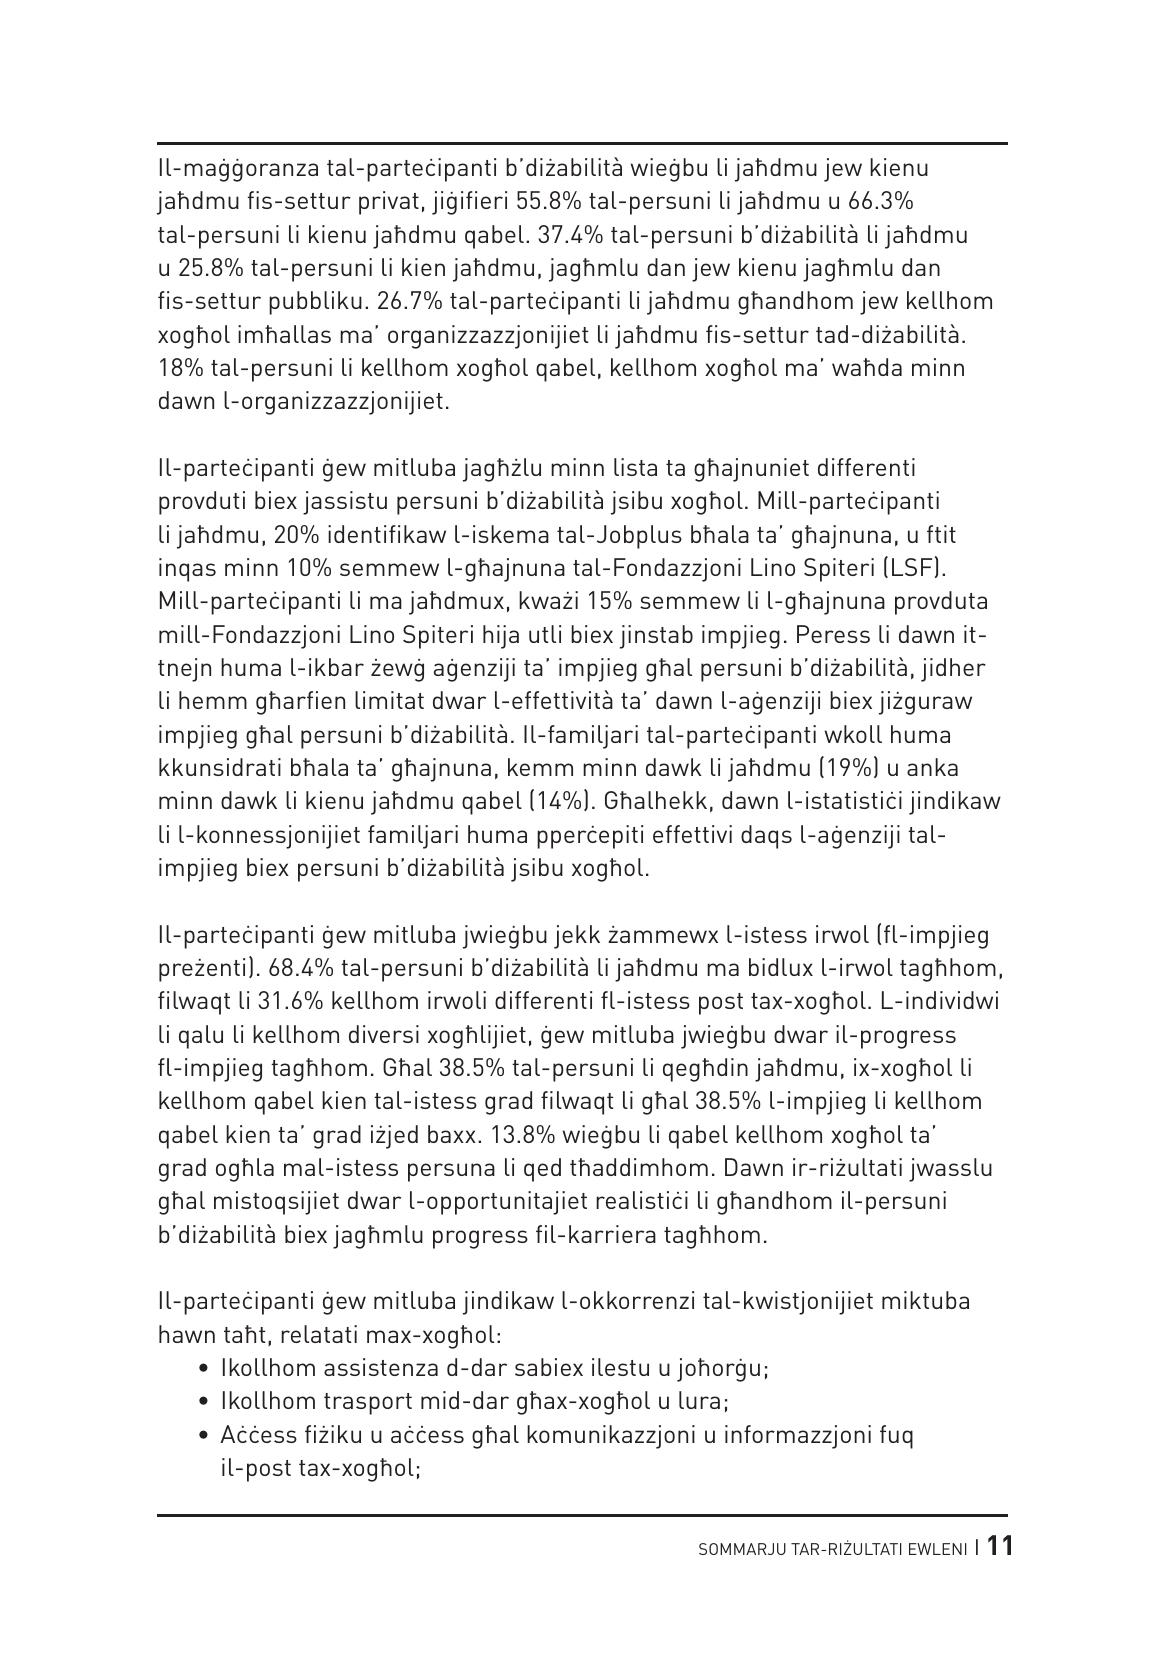 Il-maġġoranza tal-parteċipanti b’diżabilità wieġbu li jaħdmu jew kienu
jaħdmu fis-settur privat, jiġifieri 55.8% tal-persuni li jaħdmu u 66.3%
tal-persuni li kienu jaħdmu qabel. 37.4% tal-persuni b’diżabilità li jaħdmu
u 25.8% tal-persuni li kien jaħdmu, jagħmlu dan jew kienu jagħmlu dan
fis-settur pubbliku. 26.7% tal-parteċipanti li jaħdmu għandhom jew kellhom
xogħol imħallas ma’ organizzazzjonijiet li jaħdmu fis-settur tad-diżabilità.
18% tal-persuni li kellhom xogħol qabel, kellhom xogħol ma’ waħda minn
dawn l-organizzazzjonijiet.
Il-parteċipanti ġew mitluba jagħżlu minn lista ta għajnuniet differenti
provduti biex jassistu persuni b’diżabilità jsibu xogħol. Mill-parteċipanti
li jaħdmu, 20% identifikaw l-iskema tal-Jobplus bħala ta’ għajnuna, u ftit
inqas minn 10% semmew l-għajnuna tal-Fondazzjoni Lino Spiteri (LSF).
Mill-parteċipanti li ma jaħdmux, kważi 15% semmew li l-għajnuna provduta
mill-Fondazzjoni Lino Spiteri hija utli biex jinstab impjieg. Peress li dawn it-
tnejn huma l-ikbar żewġ aġenziji ta’ impjieg għal persuni b’diżabilità, jidher
li hemm għarfien limitat dwar l-effettività ta’ dawn l-aġenziji biex jiżguraw
impjieg għal persuni b’diżabilità. Il-familjari tal-parteċipanti wkoll huma
kkunsidrati bħala ta’ għajnuna, kemm minn dawk li jaħdmu (19%) u anka
minn dawk li kienu jaħdmu qabel (14%). Għalhekk, dawn l-istatistiċi jindikaw
li l-konnessjonijiet familjari huma pperċepiti effettivi daqs l-aġenziji tal-
impjieg biex persuni b’diżabilità jsibu xogħol.
Il-parteċipanti ġew mitluba jwieġbu jekk żammewx l-istess irwol (fl-impjieg
preżenti). 68.4% tal-persuni b’diżabilità li jaħdmu ma bidlux l-irwol tagħhom,
filwaqt li 31.6% kellhom irwoli differenti fl-istess post tax-xogħol. L-individwi
li qalu li kellhom diversi xogħlijiet, ġew mitluba jwieġbu dwar il-progress
fl-impjieg tagħhom. Għal 38.5% tal-persuni li qegħdin jaħdmu, ix-xogħol li
kellhom qabel kien tal-istess grad filwaqt li għal 38.5% l-impjieg li kellhom
qabel kien ta’ grad iżjed baxx. 13.8% wieġbu li qabel kellhom xogħol ta’
grad ogħla mal-istess persuna li qed tħaddimhom. Dawn ir-riżultati jwasslu
għal mistoqsijiet dwar l-opportunitajiet realistiċi li għandhom il-persuni
b’diżabilità biex jagħmlu progress fil-karriera tagħhom.
Il-parteċipanti ġew mitluba jindikaw l-okkorrenzi tal-kwistjonijiet miktuba
hawn taħt, relatati max-xogħol:
• Ikollhom assistenza d-dar sabiex ilestu u joħorġu;
• Ikollhom trasport mid-dar għax-xogħol u lura;
• Aċċess fiżiku u aċċess għal komunikazzjoni u informazzjoni fuq
il-post tax-xogħol;
SOMMARJU TAR-RIŻULTATI EWLENI | 11